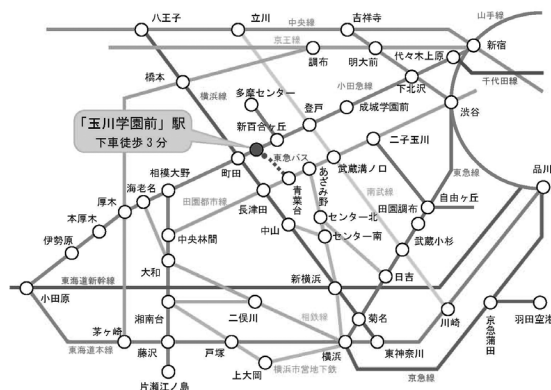 八王子
立川
吉祥寺
中央線
山手線
京王線
調布
明大前
代々木上原
新宿
千代田線
橋本
横浜線
多摩センター
小田急線
下北沢
渋谷
登戸
成城学園前
「玉川学園前」駅
下車徒歩3分
新百合ヶ丘
二子玉川
東急バス
武蔵溝ノ口
東急線
品川
相模大野
町田
青葉台
あざみ野
南武線
自由ヶ丘
海老名
田園都市線
長津田
田園調布
厚木
本厚木
中山
センター北
センター南
武蔵小杉
伊勢原
中央林間
大和
新横浜
日吉
東海道新幹線
小田原
湘南台
二俣川
相鉄線
菊名
川崎
京急蒲田
羽田空港
茅ヶ崎
東海道本線
藤沢
戸塚
上大岡
横浜市営地下鉄
横浜
東神奈川
京急線
片瀬江ノ島